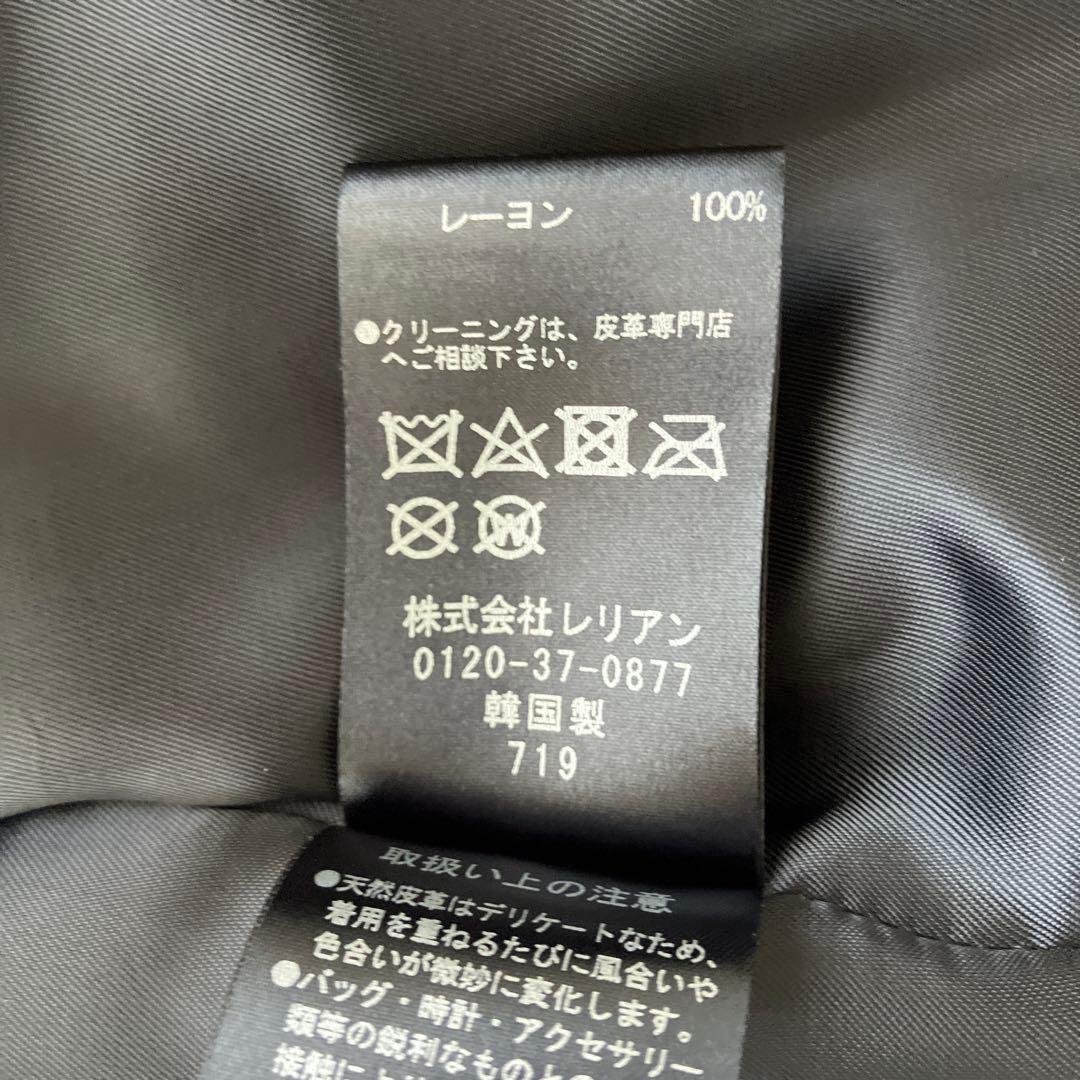 レーヨン 100%
●クリーニングは、皮革専門店
へご相談下さい。
W
株式会社レリアン
0120-37-0877
韓国製
719
取扱い上の注意
●天然皮革はデリケートなため、
着用を重ねるたびに風合いや
色合いが微妙に変化します。
●バッグ・時計・アクセサリー
類等の鋭利なものとの
接触に